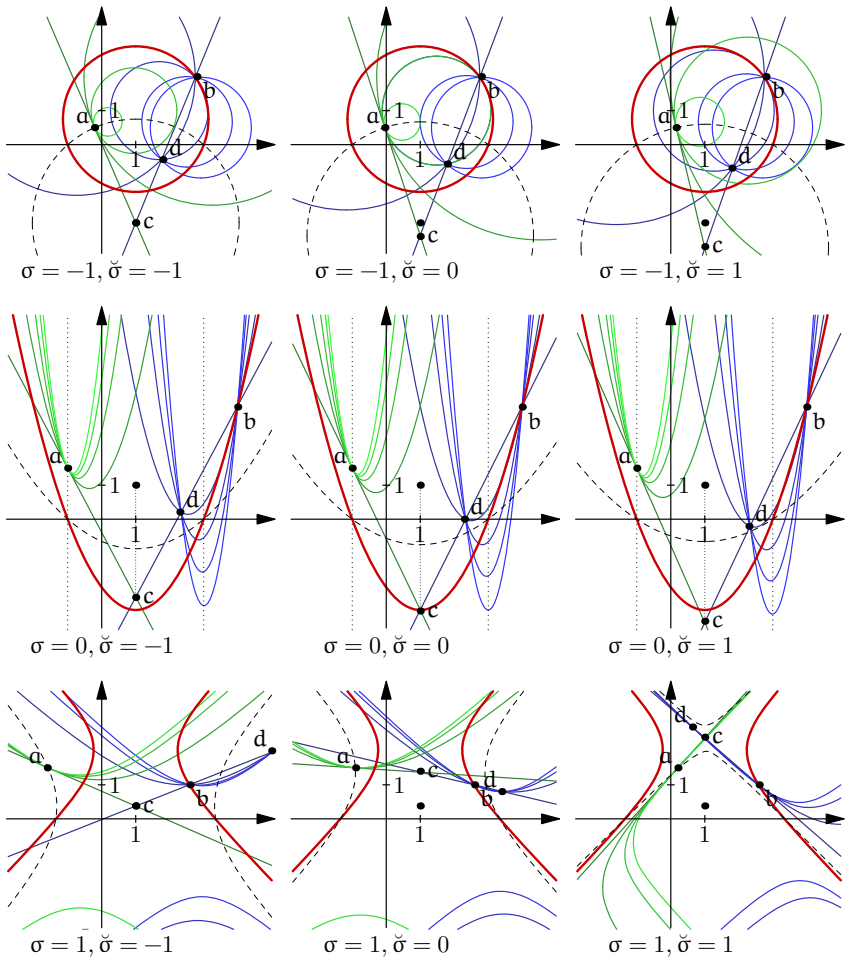 a
1
b
1
d
c
σ = −1, σ̆ = −1
a
1
b
1
d
c
σ = −1, σ̆ = 0
a
1
b
1
d
c
σ = −1, σ̆ = 1
a
b
1
d
1
c
σ = 0, σ̆ = −1
a
b
1
d
1
c
σ = 0, σ̆ = 0
a
b
1
d
1
c
σ = 0, σ̆ = 1
a
d
1
b
c
1
σ = 1, σ̆ = −1
a
c
d
1
b
1
σ = 1, σ̆ = 0
d
c
a
1
b
1
σ = 1, σ̆ = 1